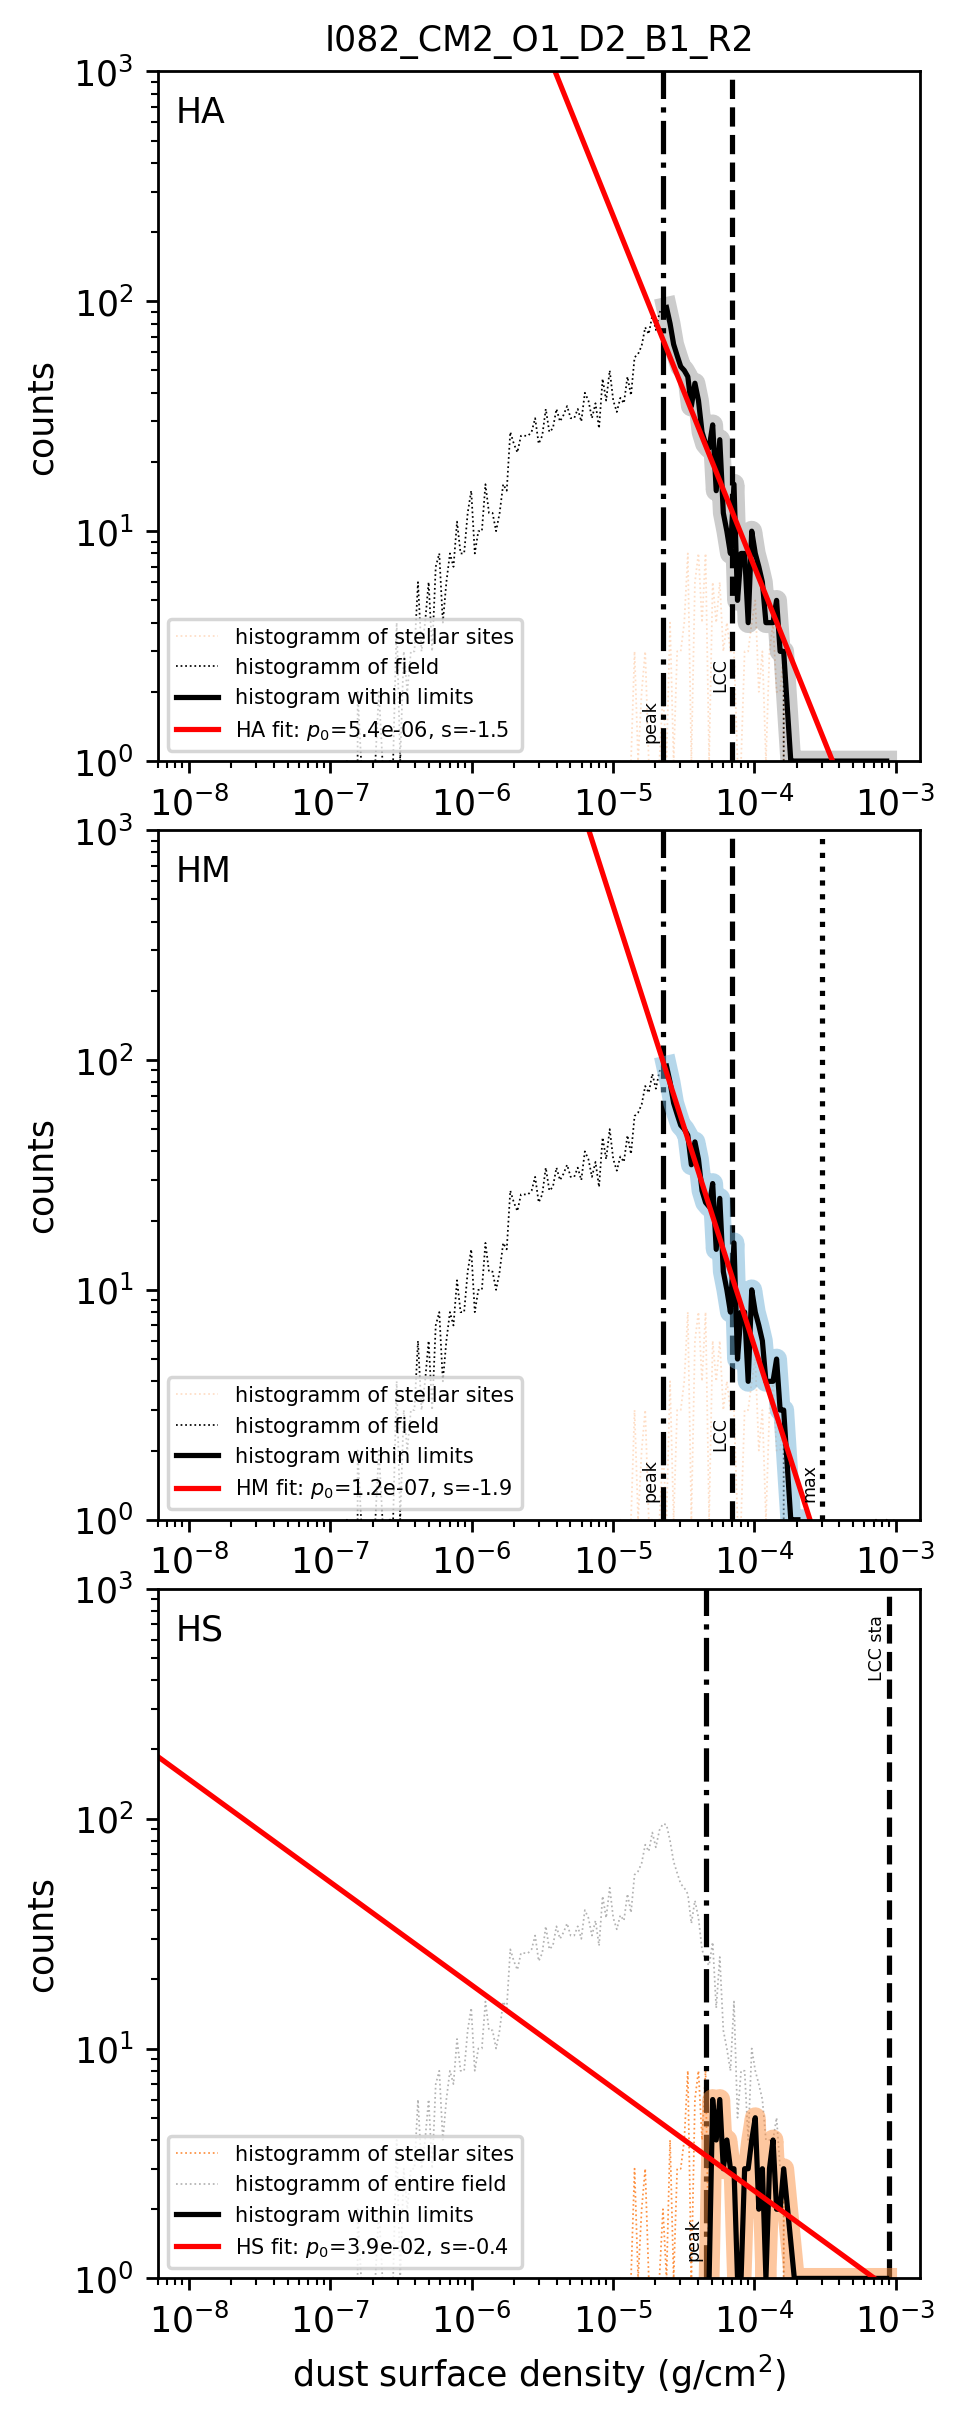 I082_CM2_O1_D2_B1_R2
HA
counts
10³
10²
10¹
10⁰
histogramm of stellar sites
histogramm of field
histogram within limits
HA fit: p₀=5.4e-06, s=-1.5
peak
LCC
10⁻⁸ 10⁻⁷ 10⁻⁶ 10⁻⁵ 10⁻⁴ 10⁻³
HM
counts
10³
10²
10¹
10⁰
histogramm of stellar sites
histogramm of field
histogram within limits
HM fit: p₀=1.2e-07, s=-1.9
peak
LCC
max
10⁻⁸ 10⁻⁷ 10⁻⁶ 10⁻⁵ 10⁻⁴ 10⁻³
HS
counts
10³
10²
10¹
10⁰
LCC sta
histogramm of stellar sites
histogramm of entire field
histogram within limits
HS fit: p₀=3.9e-02, s=-0.4
peak
10⁻⁸ 10⁻⁷ 10⁻⁶ 10⁻⁵ 10⁻⁴ 10⁻³
dust surface density (g/cm²)